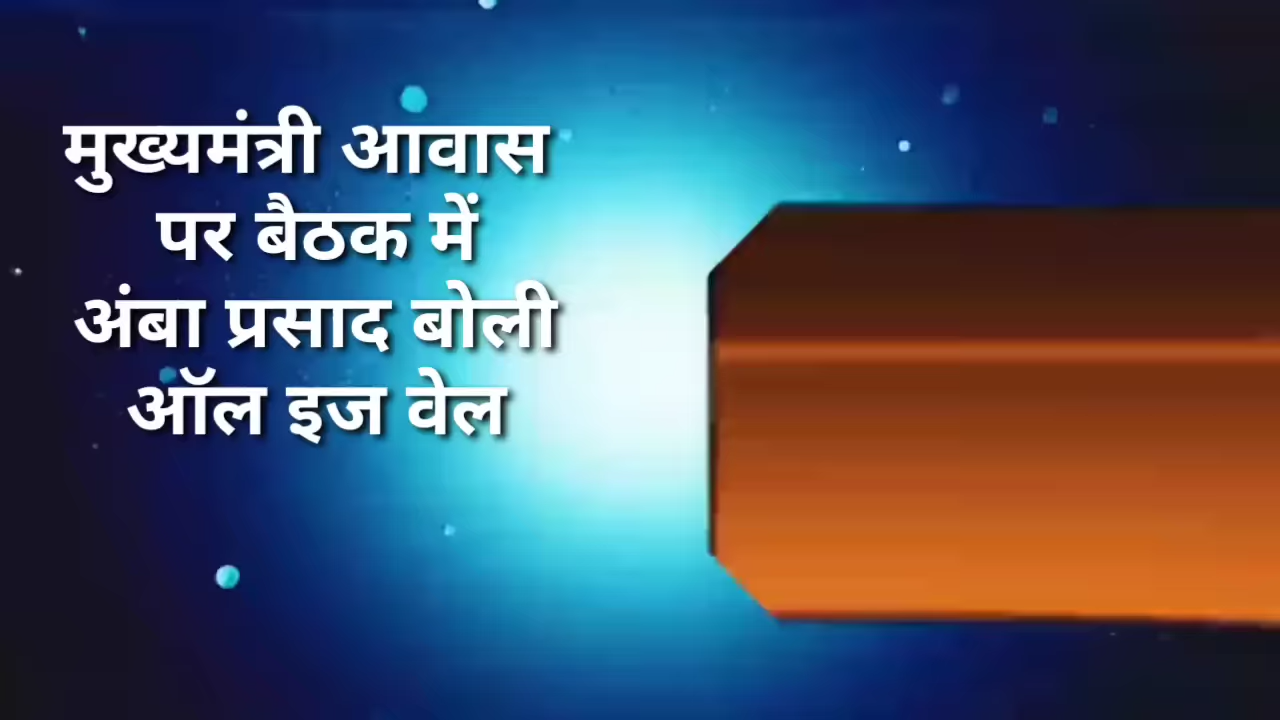 मुख्यमंत्री आवास
पर बैठक में
अंबा प्रसाद बोली
ऑल इज वेल